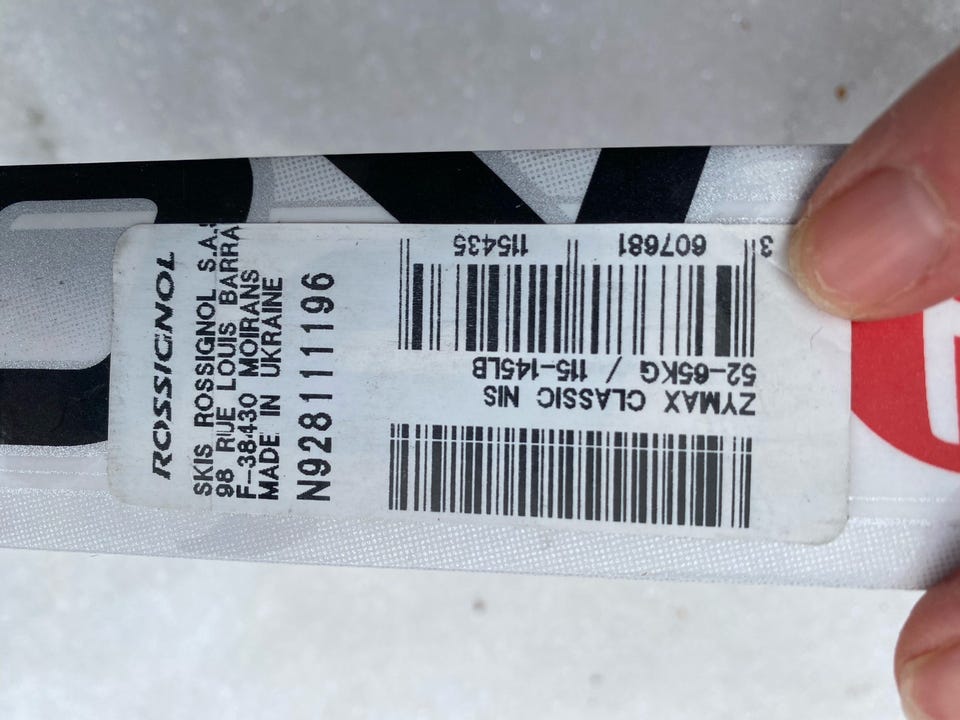 ROSSIGNOL
SKIS ROSSIGNOL S.A.S
98 RUE LOUIS BARRA
F-38430 MOIRANS
MADE IN UKRAINE
N928111196
ZYMAX CLASSIC NIS
52-65KG / 115-145LB
3 607681 115435